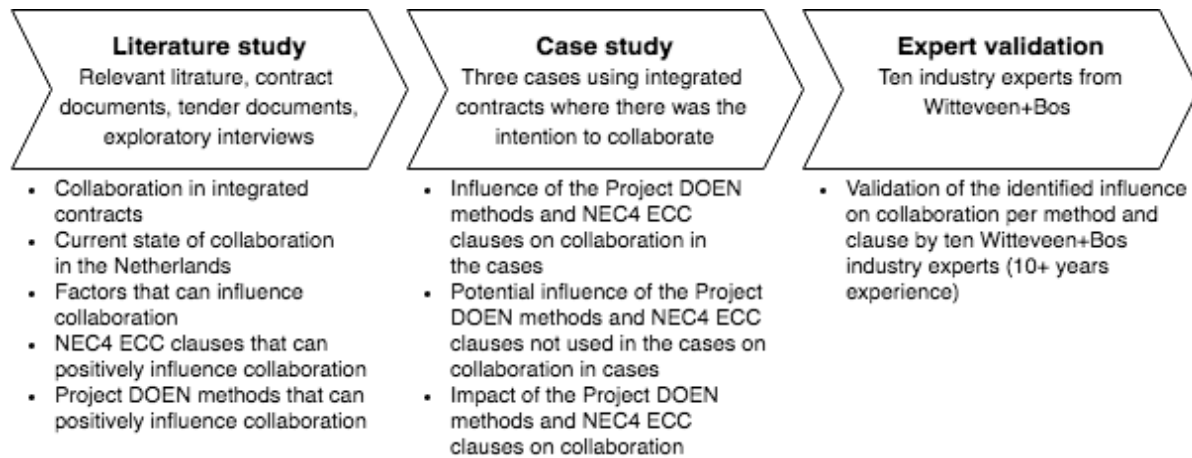 Literature study
Relevant litrature, contract
documents, tender documents,
exploratory interviews
• Collaboration in integrated
contracts
• Current state of collaboration
in the Netherlands
• Factors that can influence
collaboration
• NEC4 ECC clauses that can
positively influence collaboration
• Project DOEN methods that can
positively influence collaboration
Case study
Three cases using integrated
contracts where there was the
intention to collaborate
• Influence of the Project DOEN
methods and NEC4 ECC
clauses on collaboration in
the cases
• Potential influence of the Project
DOEN methods and NEC4 ECC
clauses not used in the cases on
collaboration in cases
• Impact of the Project DOEN
methods and NEC4 ECC
clauses on collaboration
Expert validation
Ten industry experts from
Witteveen+Bos
• Validation of the identified influence
on collaboration per method and
clause by ten Witteveen+Bos
industry experts (10+ years
experience)